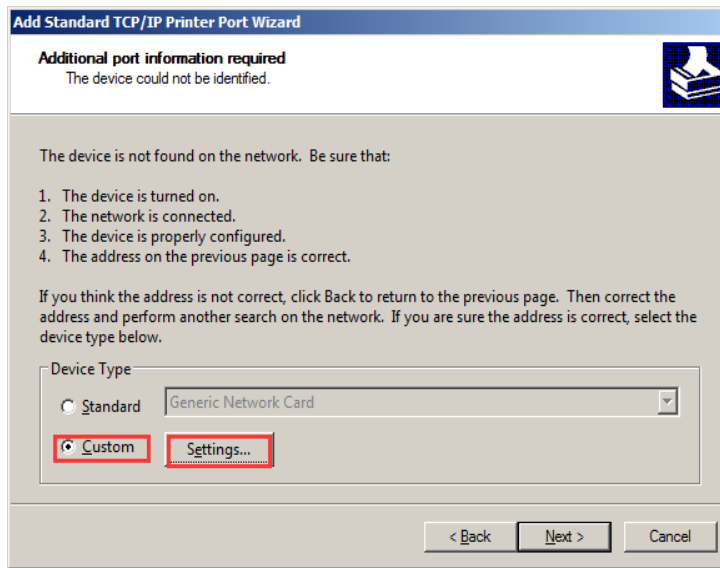 Add Standard TCP/IP Printer Port Wizard
Additional port information required
The device could not be identified.
The device is not found on the network.  Be sure that:
1.  The device is turned on.
2.  The network is connected.
3.  The device is properly configured.
4.  The address on the previous page is correct.
If you think the address is not correct, click Back to return to the previous page.  Then correct the
address and perform another search on the network.  If you are sure the address is correct, select the
device type below.
Device Type
Standard
Generic Network Card
Custom
Settings...
< Back
Next >
Cancel